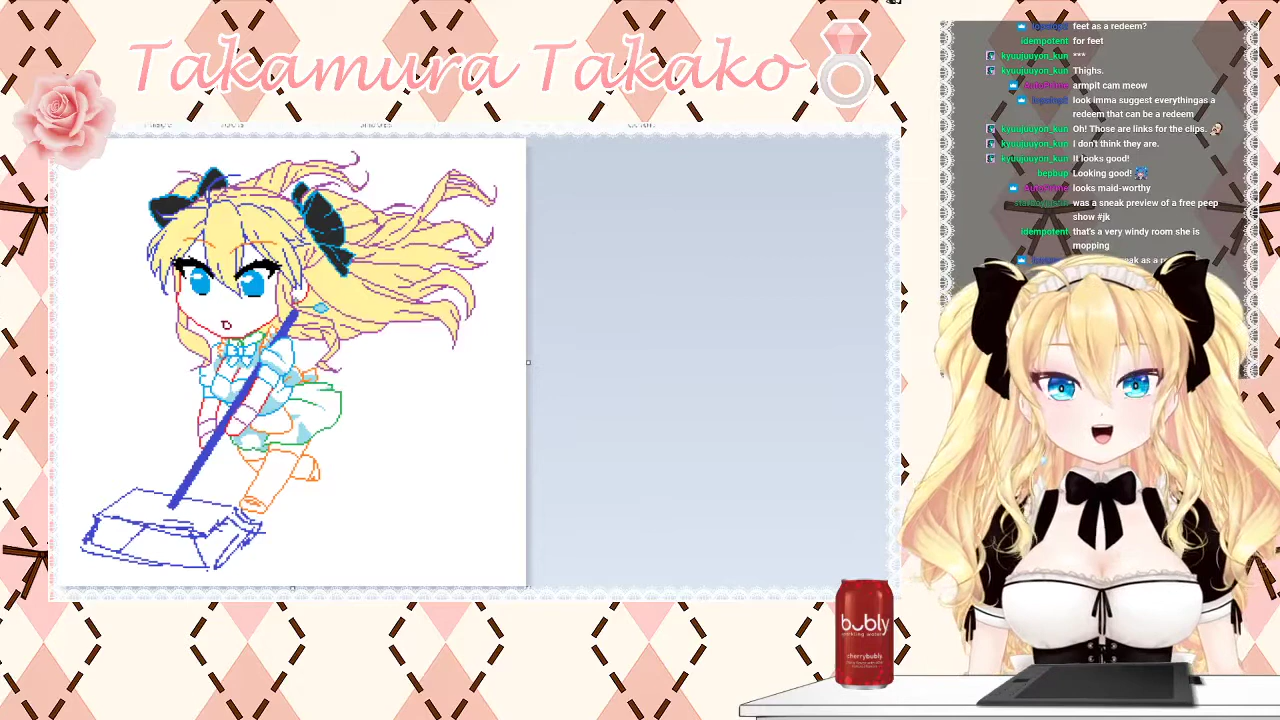 Takamura Takako
feet as a redeem?
idempotent for feet
kyuujuuyon_kun ***
kyuujuuyon_kun Thighs.
armpit cam meow
look imma suggest everythingas a
redeem that can be a redeem
kyuujuuyon_kun Oh! Those are links for the clips.
kyuujuuyon_kun I don't think they are.
kyuujuuyon_kun It looks good!
bepbup Looking good!
looks maid-worthy
was a sneak preview of a free peep
show #jk
idempotent that's a very windy room she is
mopping
bubly
sparkling water
cherrybubly